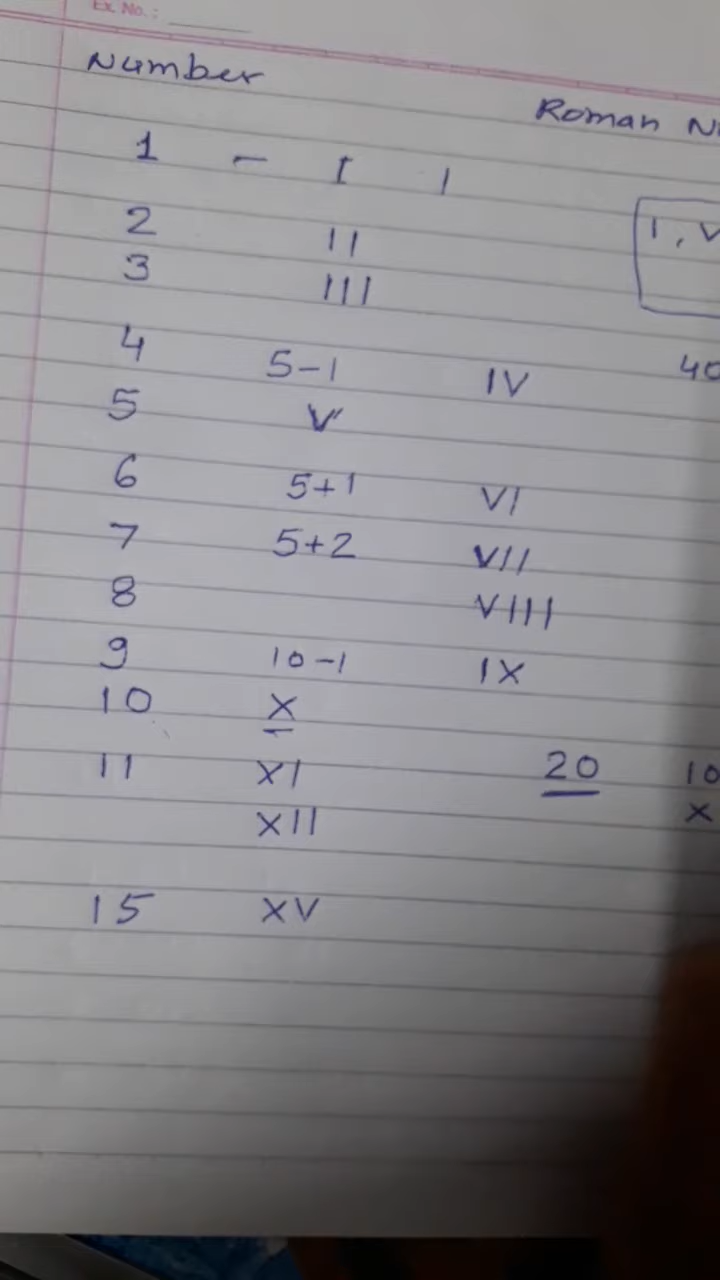 Ex No.:
Number
Roman
1 - I I
I, V
2 II
3 III
4 5-1 IV 40
5 V
6 5+1 VI
7 5+2 VII
8 VIII
9 10-1 IX
10 X
11 XI 20 10
XII X
15 XV